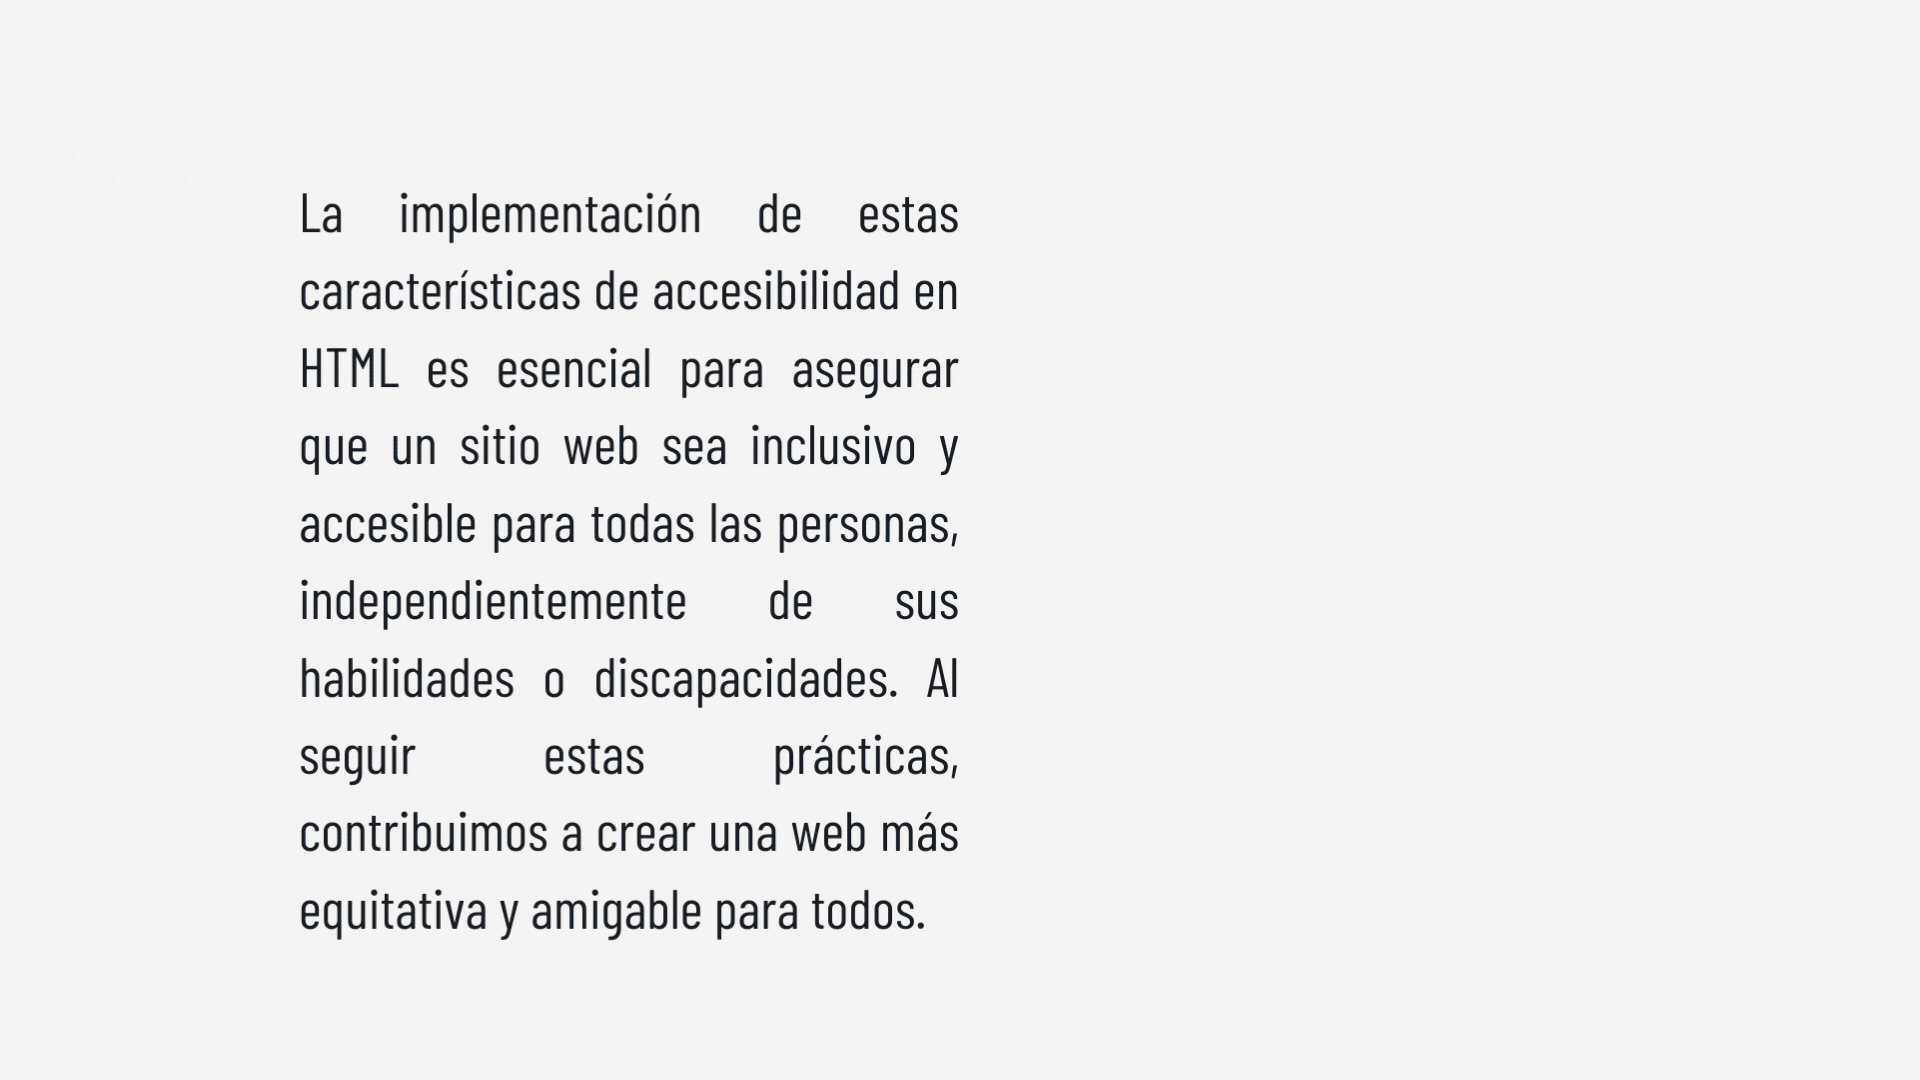 La implementación de estas
características de accesibilidad en
HTML es esencial para asegurar
que un sitio web sea inclusivo y
accesible para todas las personas,
independientemente de sus
habilidades o discapacidades. Al
seguir estas prácticas,
contribuimos a crear una web más
equitativa y amigable para todos.